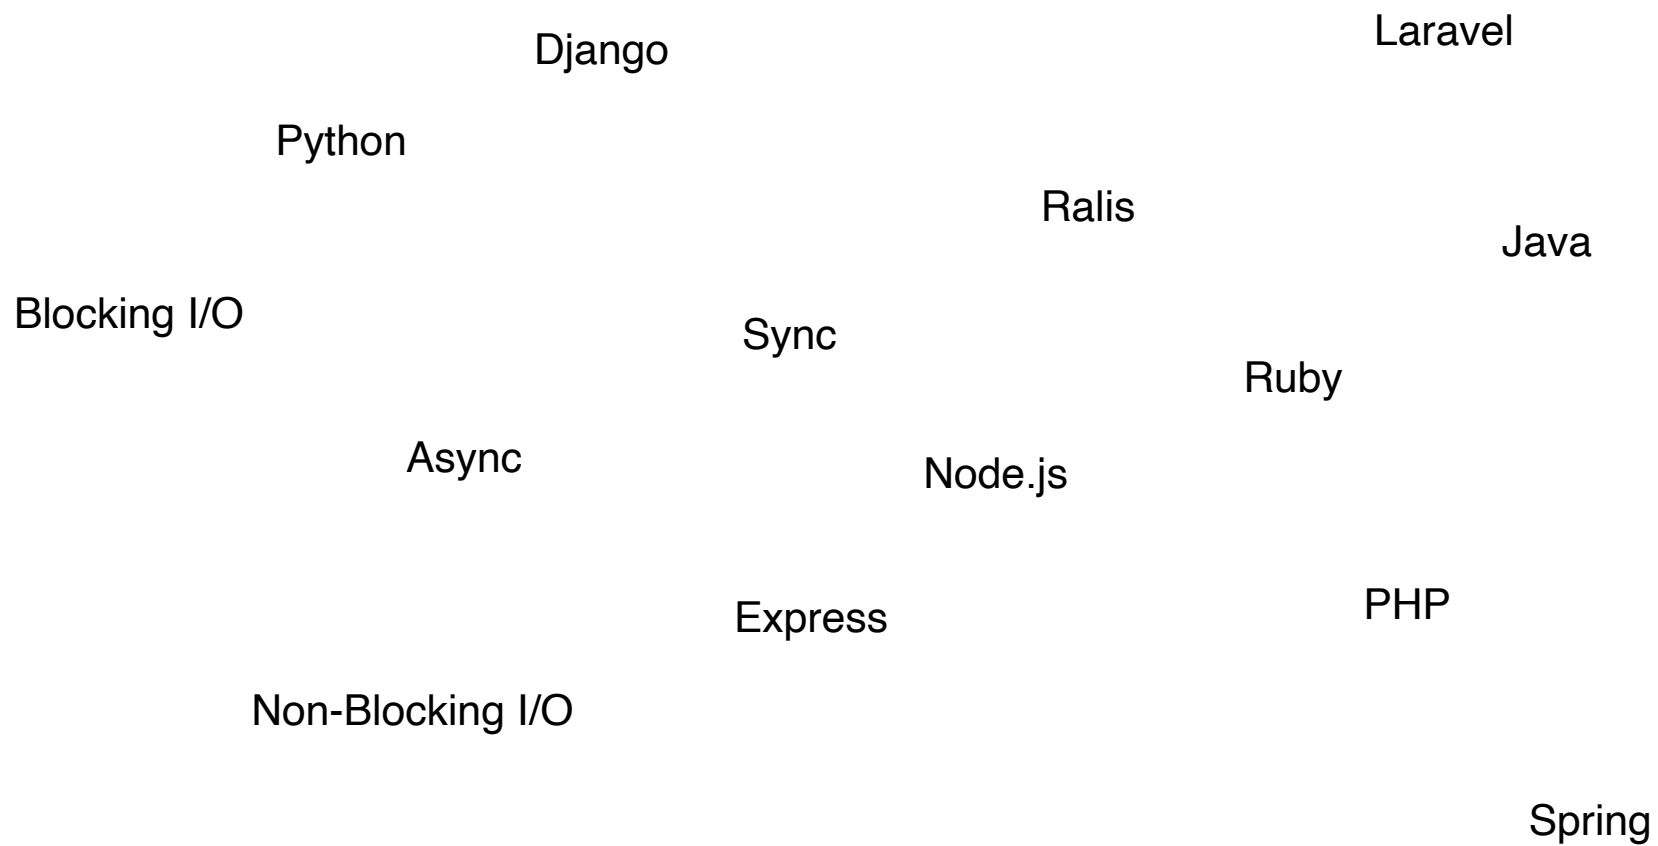 Laravel
Django
Python
Ralis
Java
Blocking I/O
Sync
Ruby
Async
Node.js
PHP
Express
Non-Blocking I/O
Spring